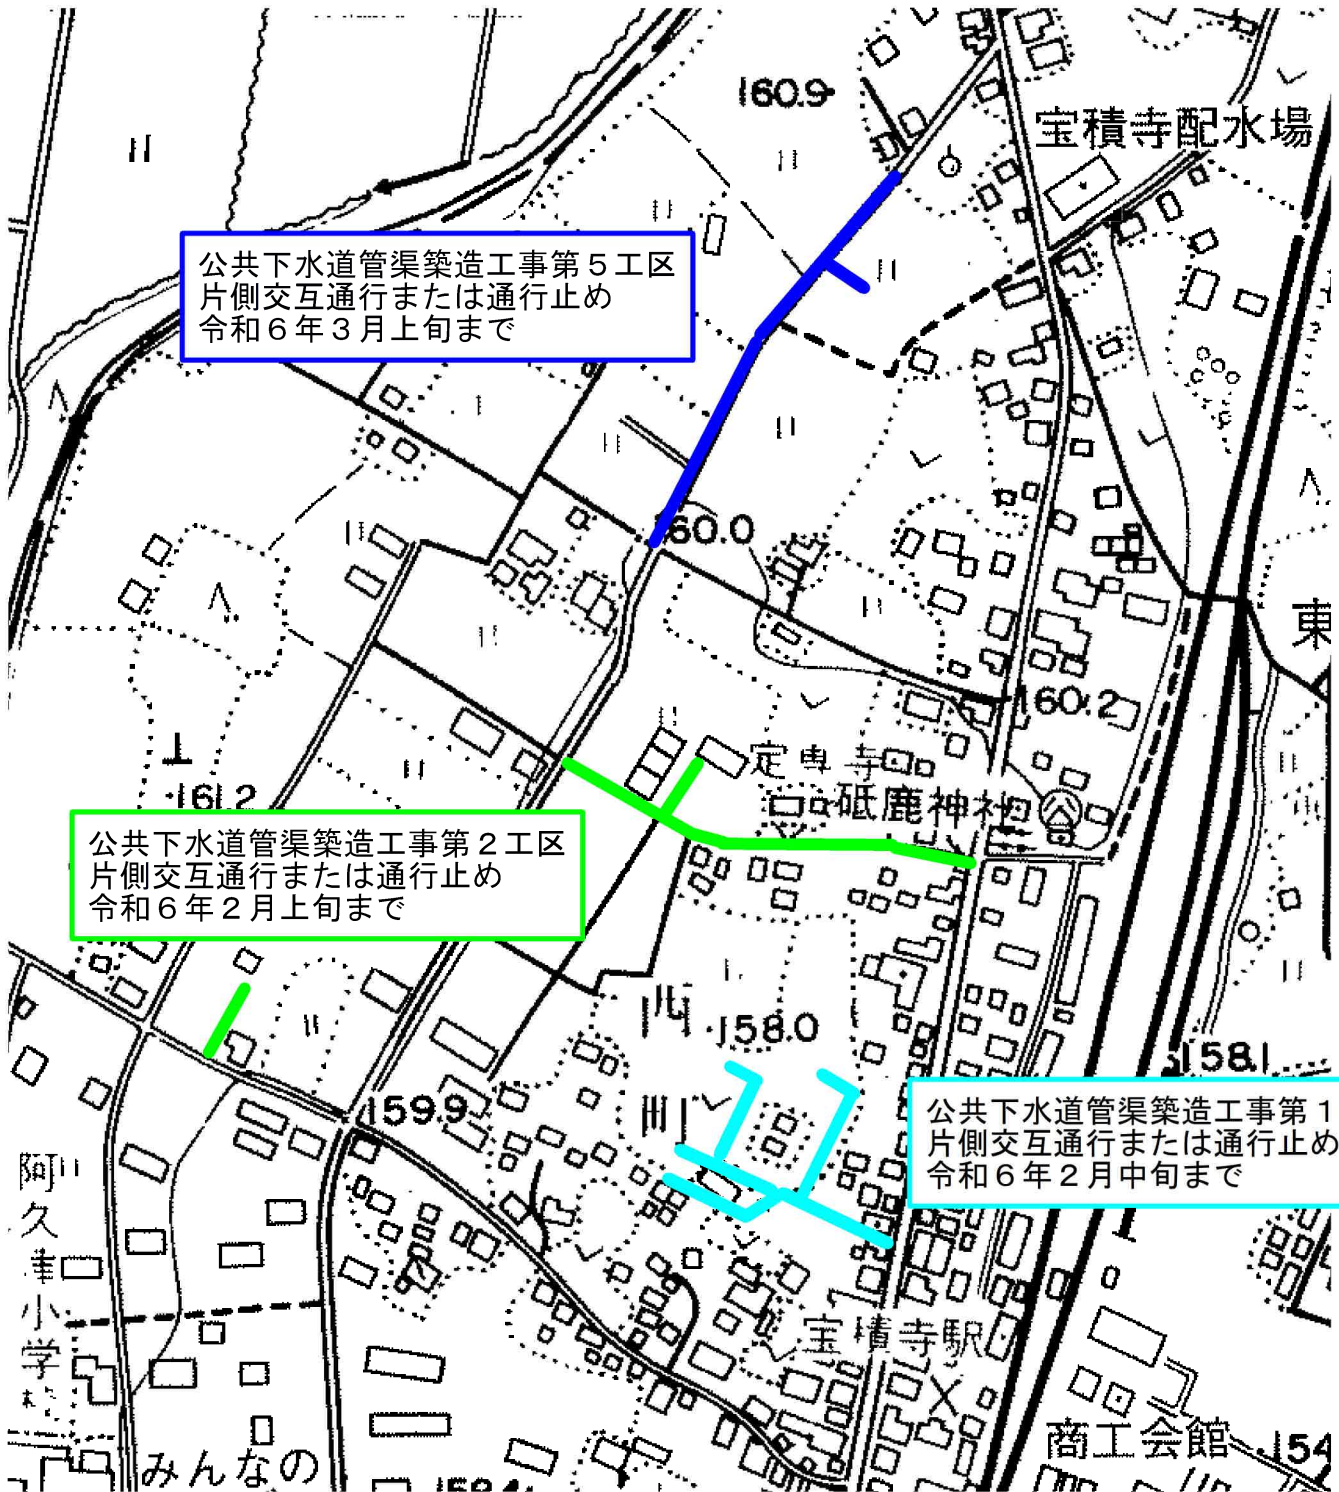 160.9
宝積寺配水場
公共下水道管渠築造工事第５工区
片側交互通行または通行止め
令和６年３月上旬まで
160.0
東
160.2
定専寺
161.2
砥鹿神社
公共下水道管渠築造工事第２工区
片側交互通行または通行止め
令和６年２月上旬まで
158.0
158.1
159.9
公共下水道管渠築造工事第１
片側交互通行または通行止め
令和６年２月中旬まで
阿久津小学校
宝積寺駅
商工会館
154
みんなの